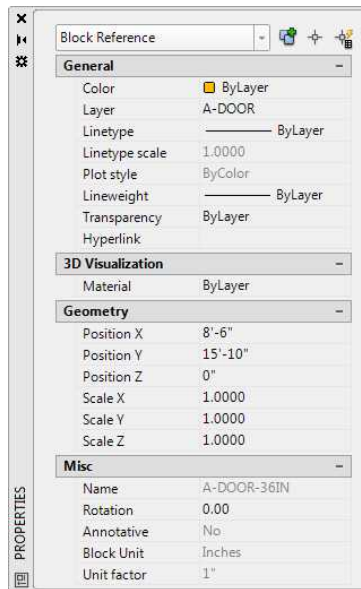 Block Reference
General
Color ByLayer
Layer A-DOOR
Linetype ByLayer
Linetype scale 1.0000
Plot style ByColor
Lineweight ByLayer
Transparency ByLayer
Hyperlink
3D Visualization
Material ByLayer
Geometry
Position X 8'-6"
Position Y 15'-10"
Position Z 0"
Scale X 1.0000
Scale Y 1.0000
Scale Z 1.0000
Misc
Name A-DOOR-36IN
Rotation 0.00
Annotative No
Block Unit Inches
Unit factor 1"
PROPERTIES